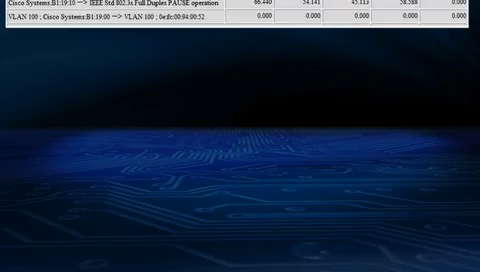 Cisco Systems:B1:19:10 --> IEEE Std 802.3x Full Duplex PAUSE operation 66.440 54.141 45.113 58.588 0.000
VLAN 100 ; Cisco Systems:B1:19:00 --> VLAN 100 ; 0e:fc:00:94:00:52 0.000 0.000 0.000 0.000 0.000